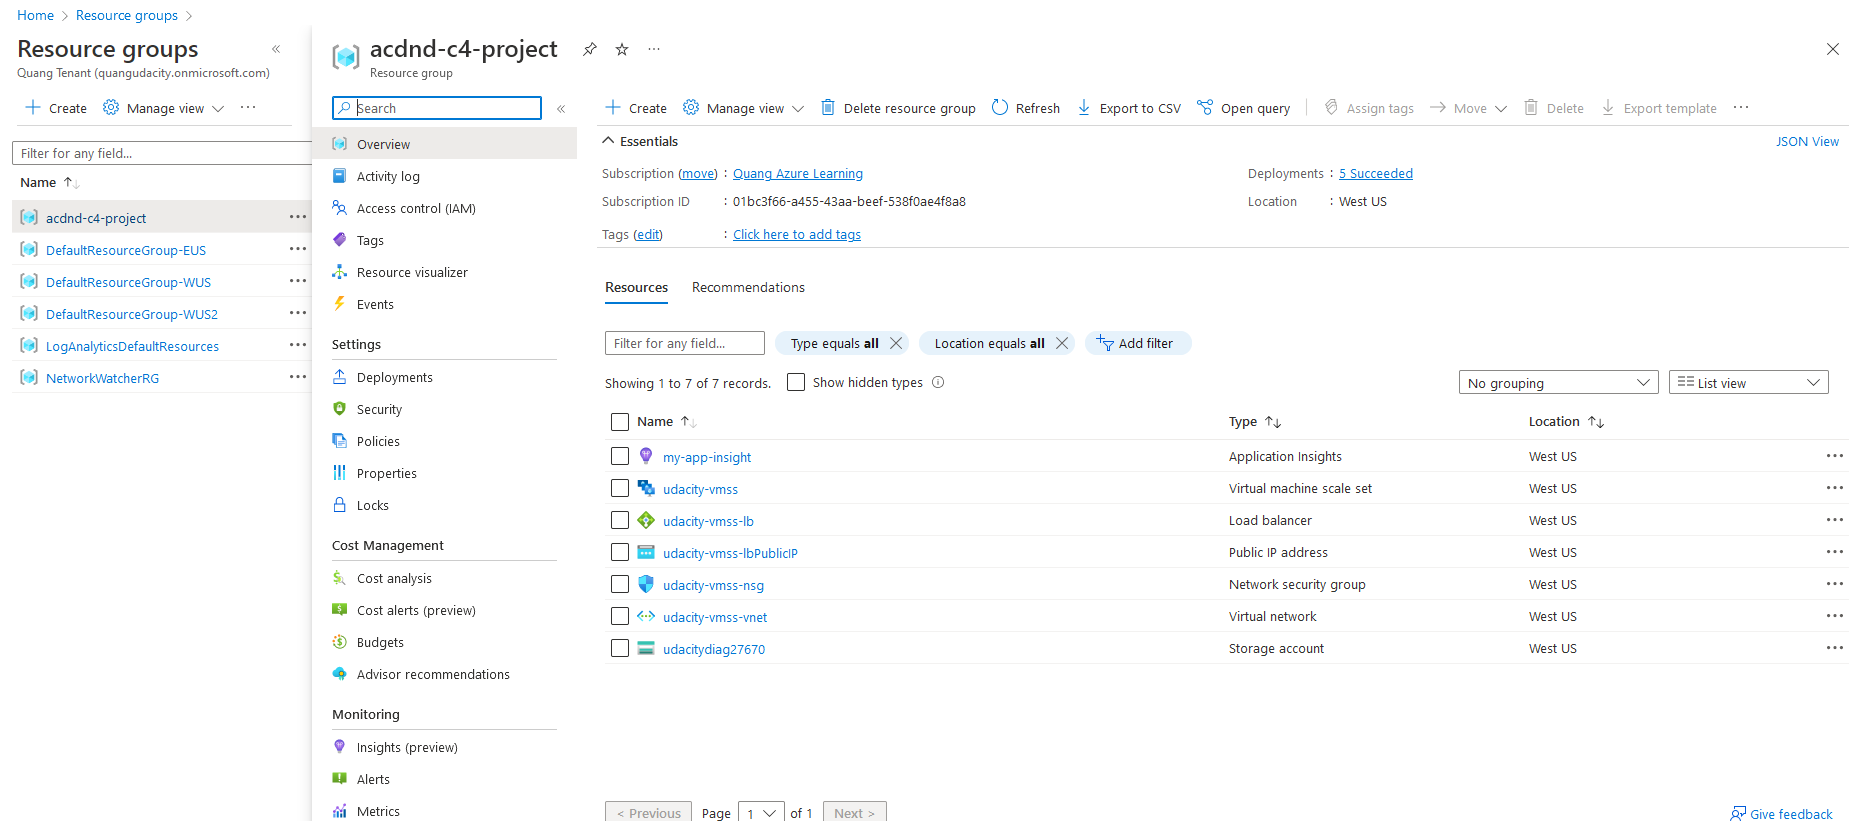 Home > Resource groups >
Resource groups «
Quang Tenant (quangudacity.onmicrosoft.com)
+ Create Manage view ···
Filter for any field...
Name ↑↓
acdnd-c4-project ···
DefaultResourceGroup-EUS ···
DefaultResourceGroup-WUS ···
DefaultResourceGroup-WUS2 ···
LogAnalyticsDefaultResources ···
NetworkWatcherRG ···
acdnd-c4-project ···
Resource group
Search «
Overview
Activity log
Access control (IAM)
Tags
Resource visualizer
Events
Settings
Deployments
Security
Policies
Properties
Locks
Cost Management
Cost analysis
Cost alerts (preview)
Budgets
Advisor recommendations
Monitoring
Insights (preview)
Alerts
Metrics
+ Create Manage view Delete resource group Refresh Export to CSV Open query Assign tags Move Delete Export template ···
Essentials JSON View
Subscription (move) : Quang Azure Learning Deployments : 5 Succeeded
Subscription ID : 01bc3f66-a455-43aa-beef-538f0ae4f8a8 Location : West US
Tags (edit) : Click here to add tags
Resources Recommendations
Filter for any field... Type equals all Location equals all Add filter
Showing 1 to 7 of 7 records. Show hidden types No grouping List view
Name ↑↓ Type ↑↓ Location ↑↓
my-app-insight Application Insights West US ···
udacity-vmss Virtual machine scale set West US ···
udacity-vmss-lb Load balancer West US ···
udacity-vmss-lbPublicIP Public IP address West US ···
udacity-vmss-nsg Network security group West US ···
udacity-vmss-vnet Virtual network West US ···
udacitydiag27670 Storage account West US ···
< Previous Page 1 of 1 Next > Give feedback